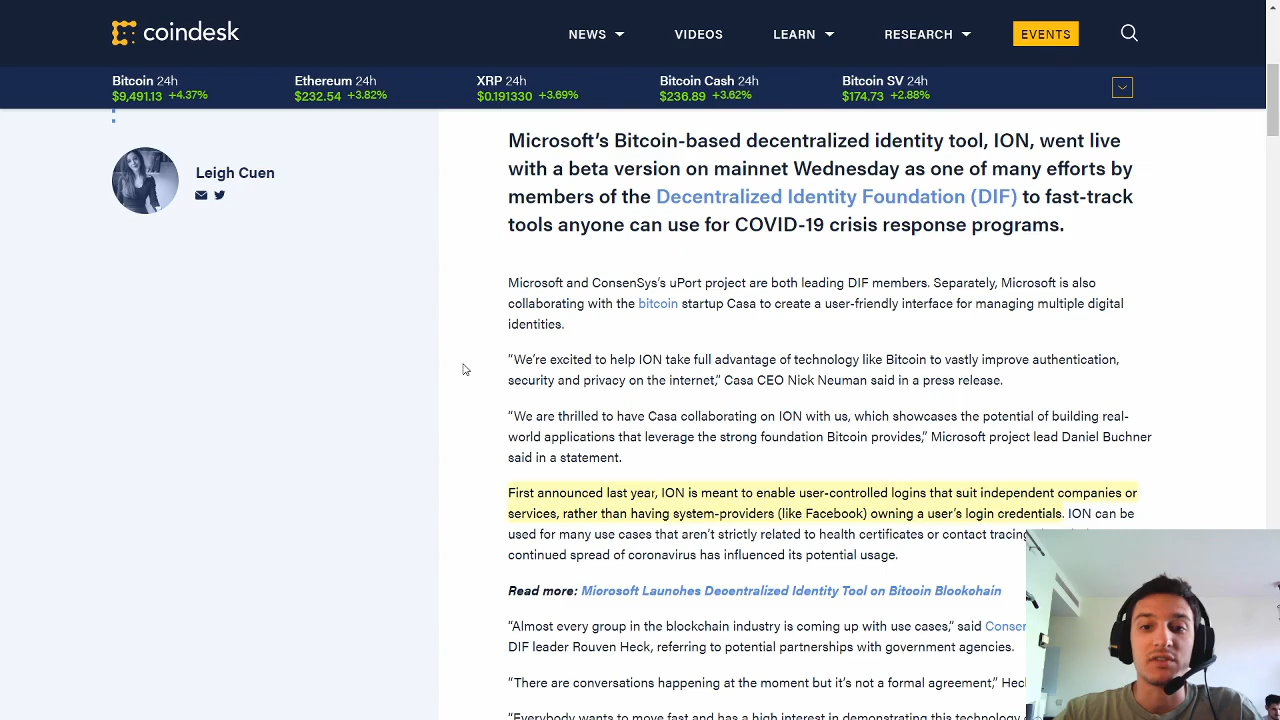 coindesk
NEWS VIDEOS LEARN RESEARCH EVENTS
Bitcoin 24h
$9,491.13 +4.37%
Ethereum 24h
$232.54 +3.82%
XRP 24h
$0.191330 +3.69%
Bitcoin Cash 24h
$236.89 +3.62%
Bitcoin SV 24h
$174.73 +2.88%
Leigh Cuen
Microsoft’s Bitcoin-based decentralized identity tool, ION, went live
with a beta version on mainnet Wednesday as one of many efforts by
members of the Decentralized Identity Foundation (DIF) to fast-track
tools anyone can use for COVID-19 crisis response programs.
Microsoft and ConsenSys’s uPort project are both leading DIF members. Separately, Microsoft is also
collaborating with the bitcoin startup Casa to create a user-friendly interface for managing multiple digital
identities.
“We’re excited to help ION take full advantage of technology like Bitcoin to vastly improve authentication,
security and privacy on the internet,” Casa CEO Nick Neuman said in a press release.
“We are thrilled to have Casa collaborating on ION with us, which showcases the potential of building real-
world applications that leverage the strong foundation Bitcoin provides,” Microsoft project lead Daniel Buchner
said in a statement.
First announced last year, ION is meant to enable user-controlled logins that suit independent companies or
services, rather than having system-providers (like Facebook) owning a user’s login credentials. ION can be
used for many use cases that aren’t strictly related to health certificates or contact tracing
continued spread of coronavirus has influenced its potential usage.
Read more: Microsoft Launches Decentralized Identity Tool on Bitcoin Blockchain
“Almost every group in the blockchain industry is coming up with use cases,” said Conser
DIF leader Rouven Heck, referring to potential partnerships with government agencies.
“There are conversations happening at the moment but it’s not a formal agreement,” Heck
“Everybody wants to move fast and has a high interest in demonstrating this technology